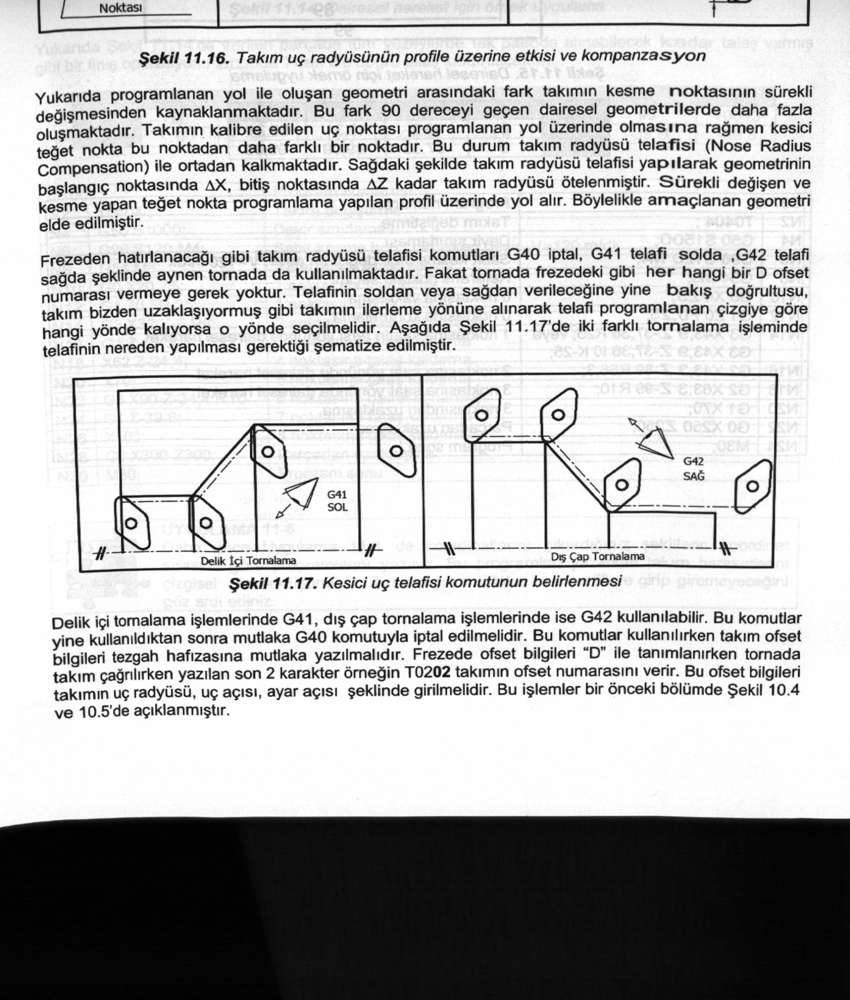 Noktası
Şekil 11.16. Takım uç radyüsünün profile üzerine etkisi ve kompanzasyon
Yukarıda programlanan yol ile oluşan geometri arasındaki fark takımın kesme noktasının sürekli
değişmesinden kaynaklanmaktadır. Bu fark 90 dereceyi geçen dairesel geometrilerde daha fazla
oluşmaktadır. Takımın kalibre edilen uç noktası programlanan yol üzerinde olmasına rağmen kesici
teğet nokta bu noktadan daha farklı bir noktadır. Bu durum takım radyüsü telafisi (Nose Radius
Compensation) ile ortadan kalkmaktadır. Sağdaki şekilde takım radyüsü telafisi yapılarak geometrinin
başlangıç noktasında ΔX, bitiş noktasında ΔZ kadar takım radyüsü ötelenmiştir. Sürekli değişen ve
kesme yapan teğet nokta programlama yapılan profil üzerinde yol alır. Böylelikle amaçlanan geometri
elde edilmiştir.
Frezeden hatırlanacağı gibi takım radyüsü telafisi komutları G40 iptal, G41 telafi solda ,G42 telafi
sağda şeklinde aynen tornada da kullanılmaktadır. Fakat tornada frezedeki gibi her hangi bir D ofset
numarası vermeye gerek yoktur. Telafinin soldan veya sağdan verileceğine yine bakış doğrultusu,
takım bizden uzaklaşıyormuş gibi takımın ilerleme yönüne alınarak telafi programlanan çizgiye göre
hangi yönde kalıyorsa o yönde seçilmelidir. Aşağıda Şekil 11.17'de iki farklı tornalama işleminde
telafinin nereden yapılması gerektiği şematize edilmiştir.
G41
SOL
Delik İçi Tornalama
G42
SAĞ
Dış Çap Tornalama
Şekil 11.17. Kesici uç telafisi komutunun belirlenmesi
Delik içi tornalama işlemlerinde G41, dış çap tornalama işlemlerinde ise G42 kullanılabilir. Bu komutlar
yine kullanıldıktan sonra mutlaka G40 komutuyla iptal edilmelidir. Bu komutlar kullanılırken takım ofset
bilgileri tezgah hafızasına mutlaka yazılmalıdır. Frezede ofset bilgileri “D” ile tanımlanırken tornada
takım çağrılırken yazılan son 2 karakter örneğin T0202 takımın ofset numarasını verir. Bu ofset bilgileri
takımın uç radyüsü, uç açısı, ayar açısı şeklinde girilmelidir. Bu işlemler bir önceki bölümde Şekil 10.4
ve 10.5'de açıklanmıştır.